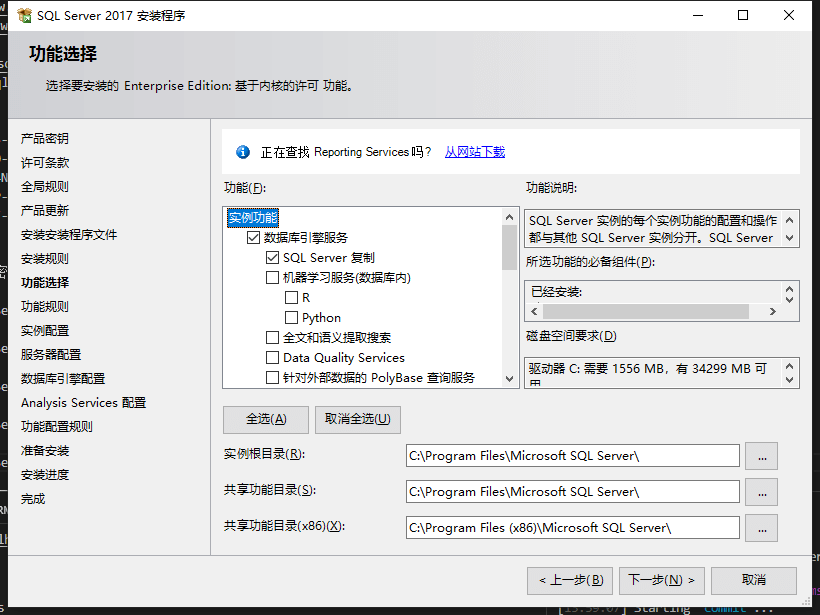 SQL Server 2017 安装程序
功能选择
选择要安装的 Enterprise Edition: 基于内核的许可 功能。
产品密钥
许可条款
全局规则
产品更新
安装安装程序文件
安装规则
功能选择
功能规则
实例配置
服务器配置
数据库引擎配置
Analysis Services 配置
功能配置规则
准备安装
安装进度
完成
正在查找 Reporting Services 吗? 从网站下载
功能(F):
实例功能
数据库引擎服务
SQL Server 复制
机器学习服务(数据库内)
R
Python
全文和语义提取搜索
Data Quality Services
针对外部数据的 PolyBase 查询服务
功能说明:
SQL Server 实例的每个实例功能的配置和操作
都与其他 SQL Server 实例分开。SQL Server
所选功能的必备组件(P):
已经安装:
磁盘空间要求(D)
驱动器 C: 需要 1556 MB，有 34299 MB 可
用
全选(A) 取消全选(U)
实例根目录(R): C:\Program Files\Microsoft SQL Server\ ...
共享功能目录(S): C:\Program Files\Microsoft SQL Server\ ...
共享功能目录(x86)(X): C:\Program Files (x86)\Microsoft SQL Server\ ...
< 上一步(B) 下一步(N) > 取消